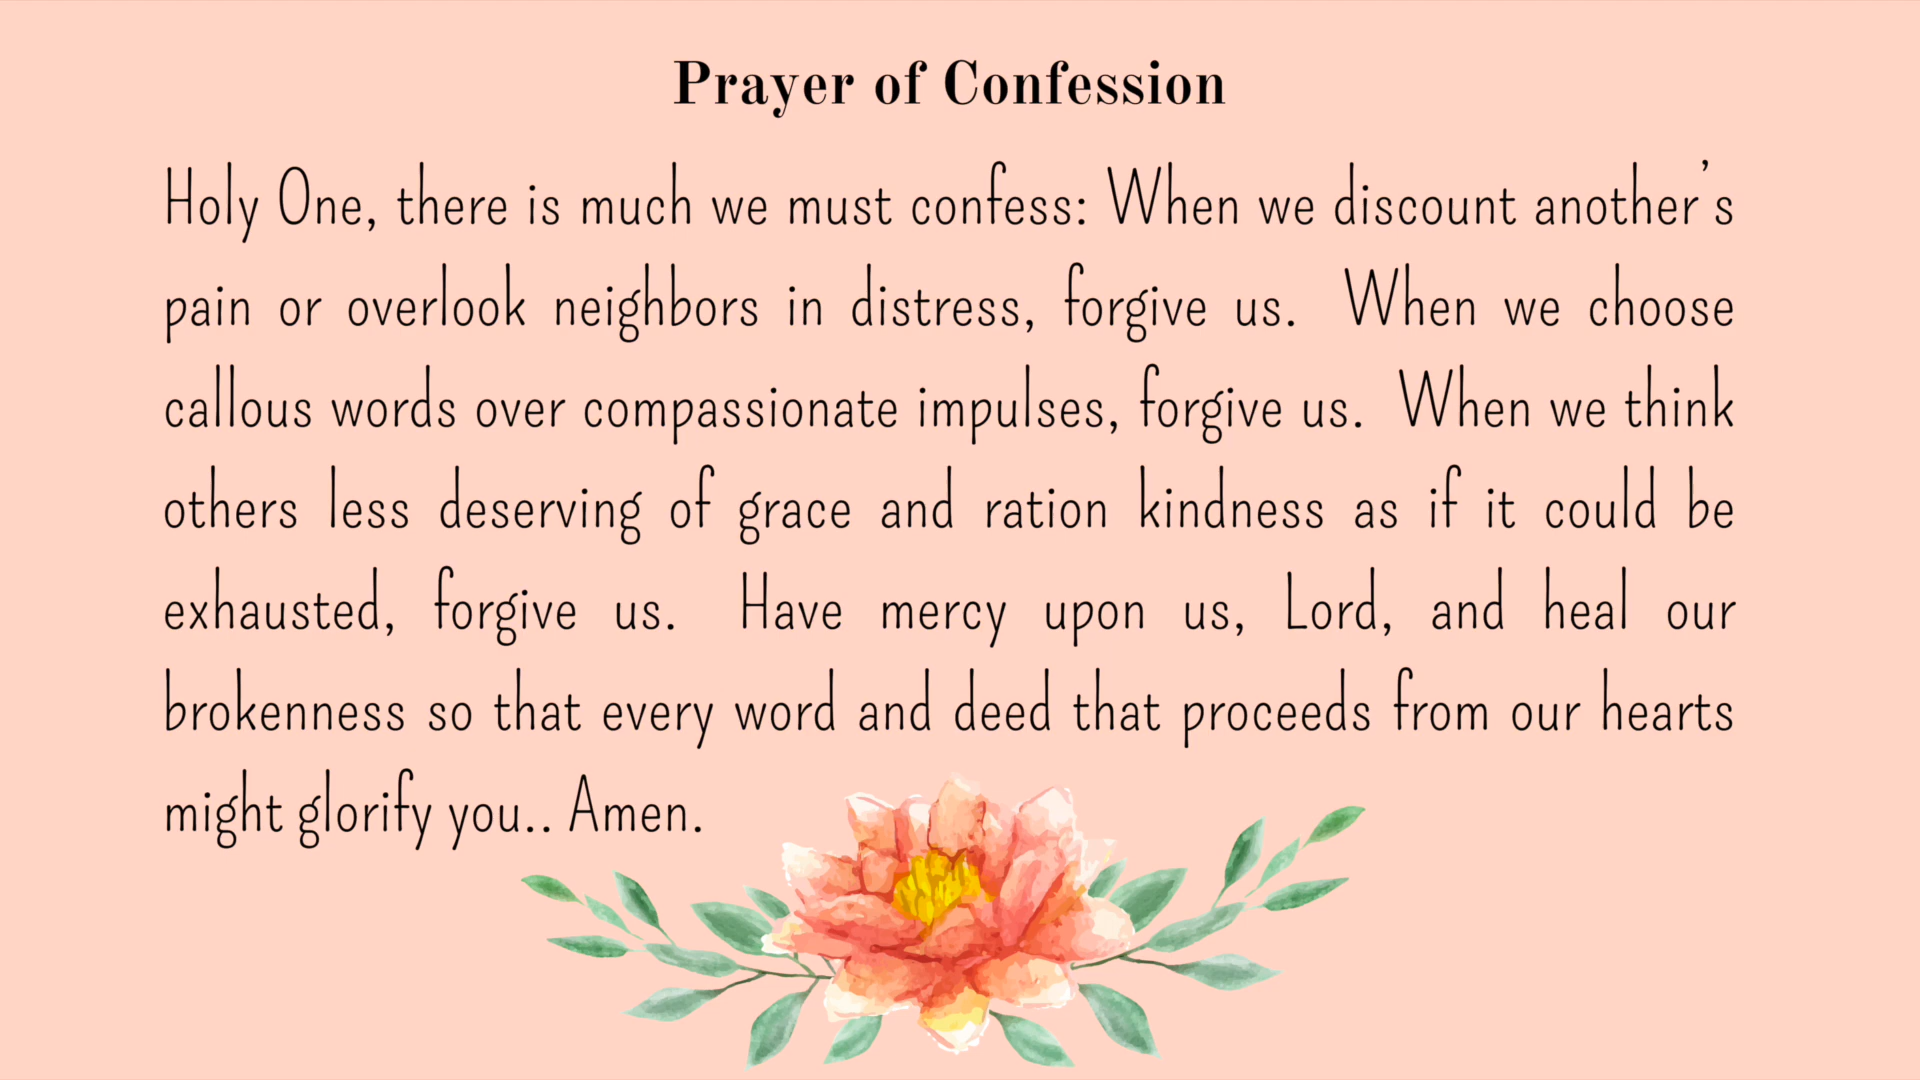 Prayer of Confession
Holy One, there is much we must confess: When we discount another's
pain or overlook neighbors in distress, forgive us. When we choose
callous words over compassionate impulses, forgive us. When we think
others less deserving of grace and ration kindness as if it could be
exhausted, forgive us. Have mercy upon us, Lord, and heal our
brokenness so that every word and deed that proceeds from our hearts
might glorify you.. Amen.